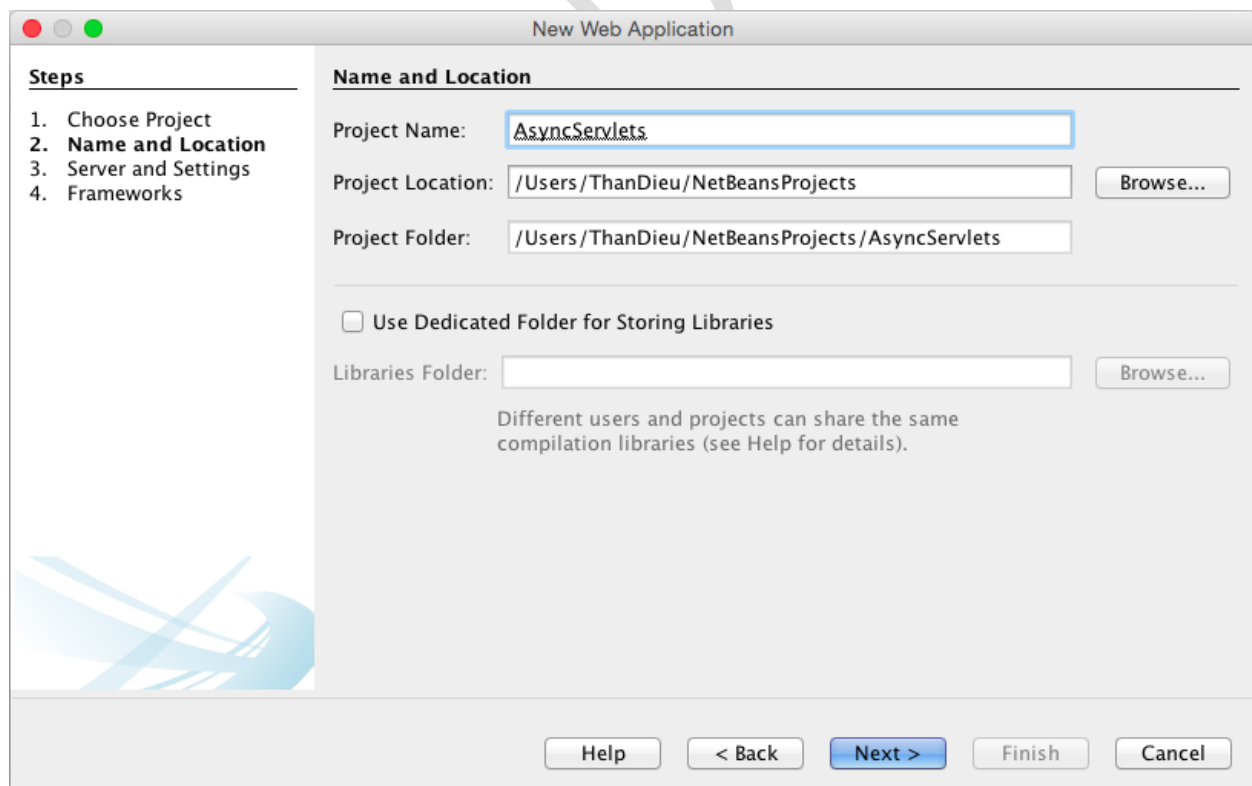 New Web Application
Steps
1. Choose Project
2. Name and Location
3. Server and Settings
4. Frameworks
Name and Location
Project Name: AsyncServlets
Project Location: /Users/ThanDieu/NetBeansProjects Browse...
Project Folder: /Users/ThanDieu/NetBeansProjects/AsyncServlets
Use Dedicated Folder for Storing Libraries
Libraries Folder: Browse...
Different users and projects can share the same
compilation libraries (see Help for details).
Help < Back Next > Finish Cancel